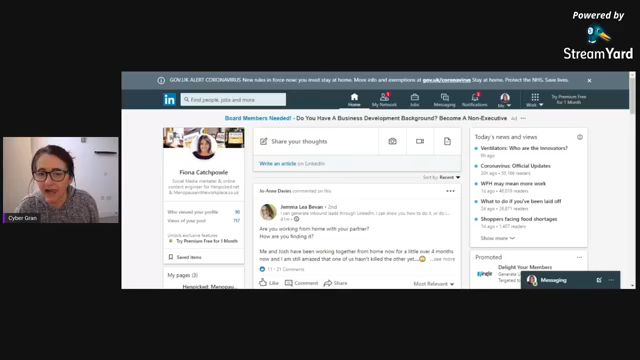 Powered by
StreamYard
GOV.UK ALERT CORONAVIRUS New rules in force now: you must stay at home. More info and exemptions at gov.uk/coronavirus Stay at home. Protect the NHS. Save lives.
in
Find people, jobs and more
Home
My Network
Jobs
Messaging
Notifications
Me
Work
Try Premium Free
for 1 Month
Board Members Needed! - Do You Have A Business Development Background? Become A Non-Executive
Ad
Fiona Catchpowle
Social Media mentor & online
content engineer for Henpicked.net
Who viewed your profile
Views of your post
717
Unlock exclusive features
Try Premium Free for 1 Month
Saved items
My pages (3)
Henpicked: Menopau...
Share your thoughts
Write an article on LinkedIn
Sort by: Recent
Jo-Anne Davies commented on this
Jemima Lea Bevan • 2nd
I can generate inbound leads through LinkedIn. I can show you how to do it, or do it
Are you working from home with your partner?
How are you finding it?
Me and Josh have been working together from home now for a little over 4 months
now and I am still amazed that one of us hasn't killed the other yet...
...see more
11 · 21 Comments
Like
Comment
Share
Most Relevant
Today's news and views
Ventilators: Who are the innovators?
Coronavirus: Official Updates
WFH may mean more work
What to do if you've been laid off
Shoppers facing food shortages
Show more
Promoted
Delight Your Members
Messaging
Cyber Gran